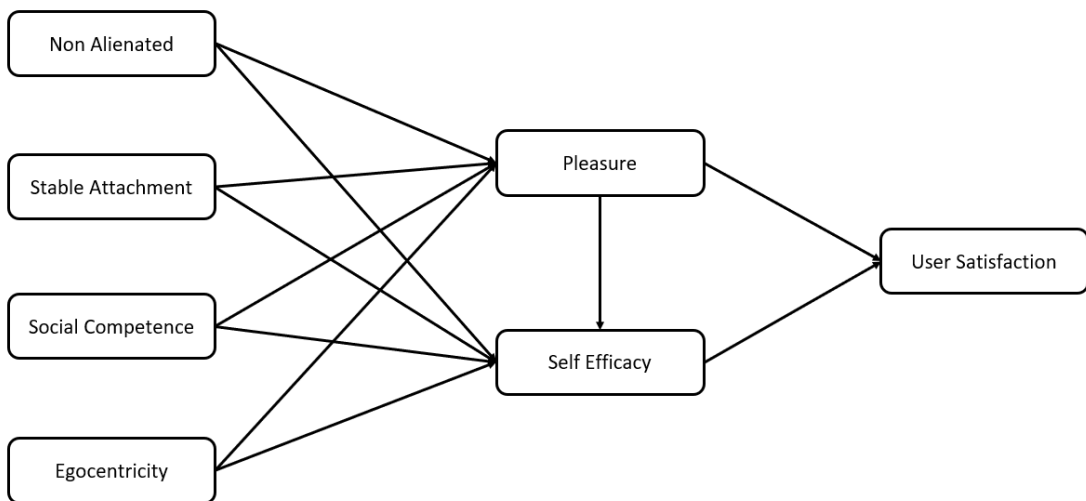 Non Alienated
Stable Attachment
Social Competence
Egocentricity
Pleasure
Self Efficacy
User Satisfaction